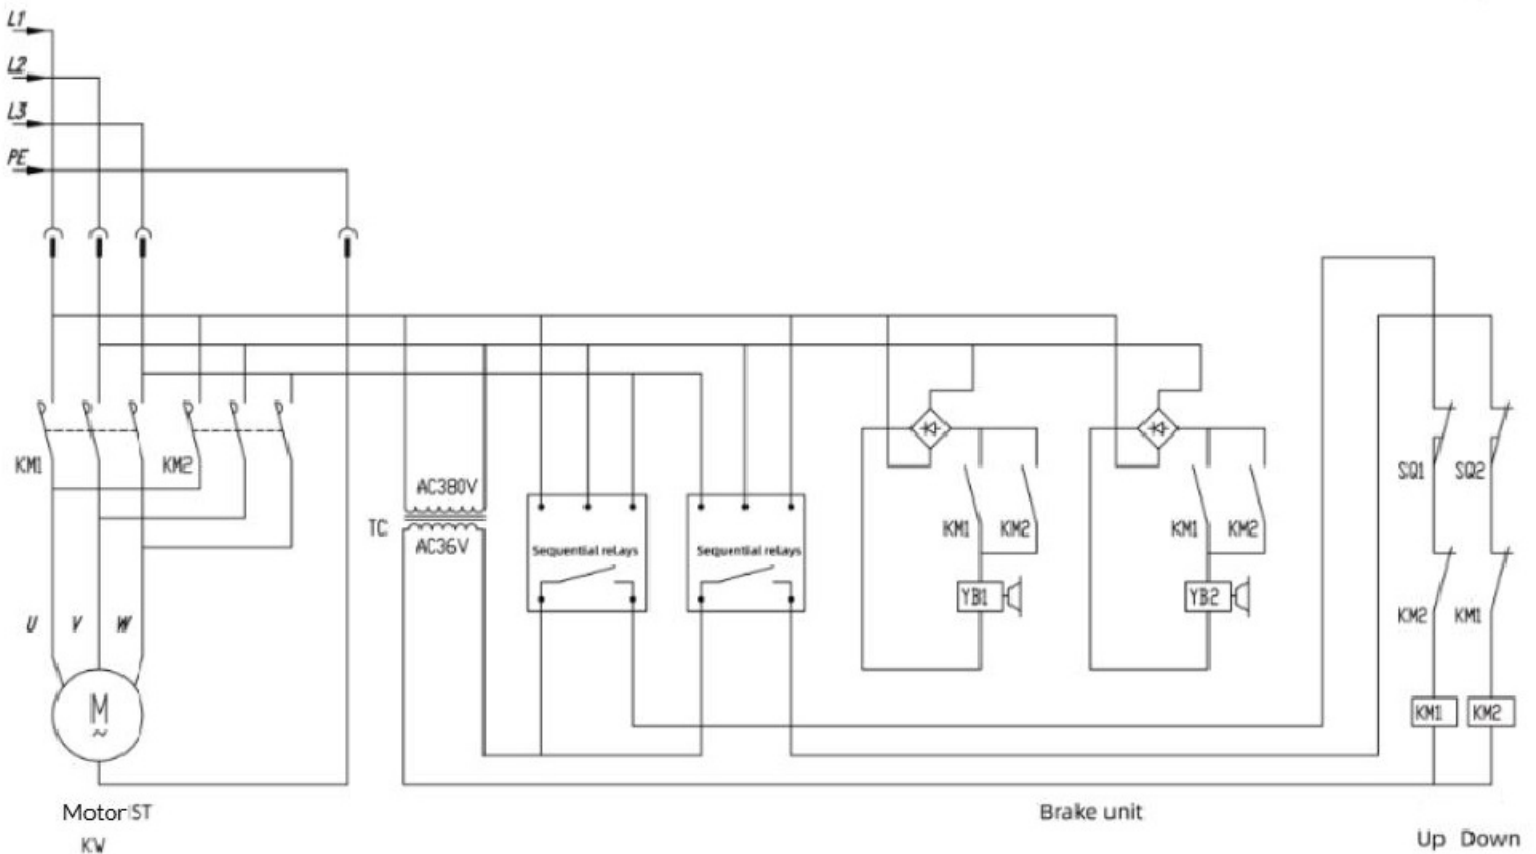 L1
L2
L3
PE
KM1
KM2
TC
AC380V
AC36V
Sequential relays
Sequential relays
KM1
KM2
KM1
KM2
YB1
YB2
SQ1
SQ2
KM2
KM1
KM1
KM2
U
V
W
M
~
Motor ST
KW
Brake unit
Up Down